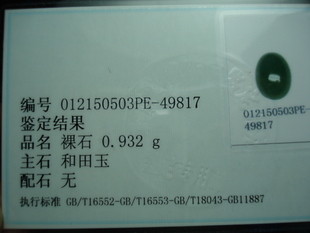 编号 012150503PE-49817
鉴定结果
品名 裸石 0.932 g
主石 和田玉
配石 无
执行标准 GB/T16552-GB/T16553-GB/T18043-GB11887
012150503PE-
49817